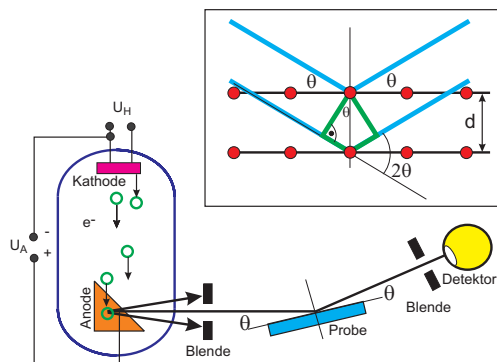 θ
θ
θ
d
2θ
U_H
Kathode
e-
U_A
-
+
Anode
Blende
θ
Probe
θ
Blende
Detektor